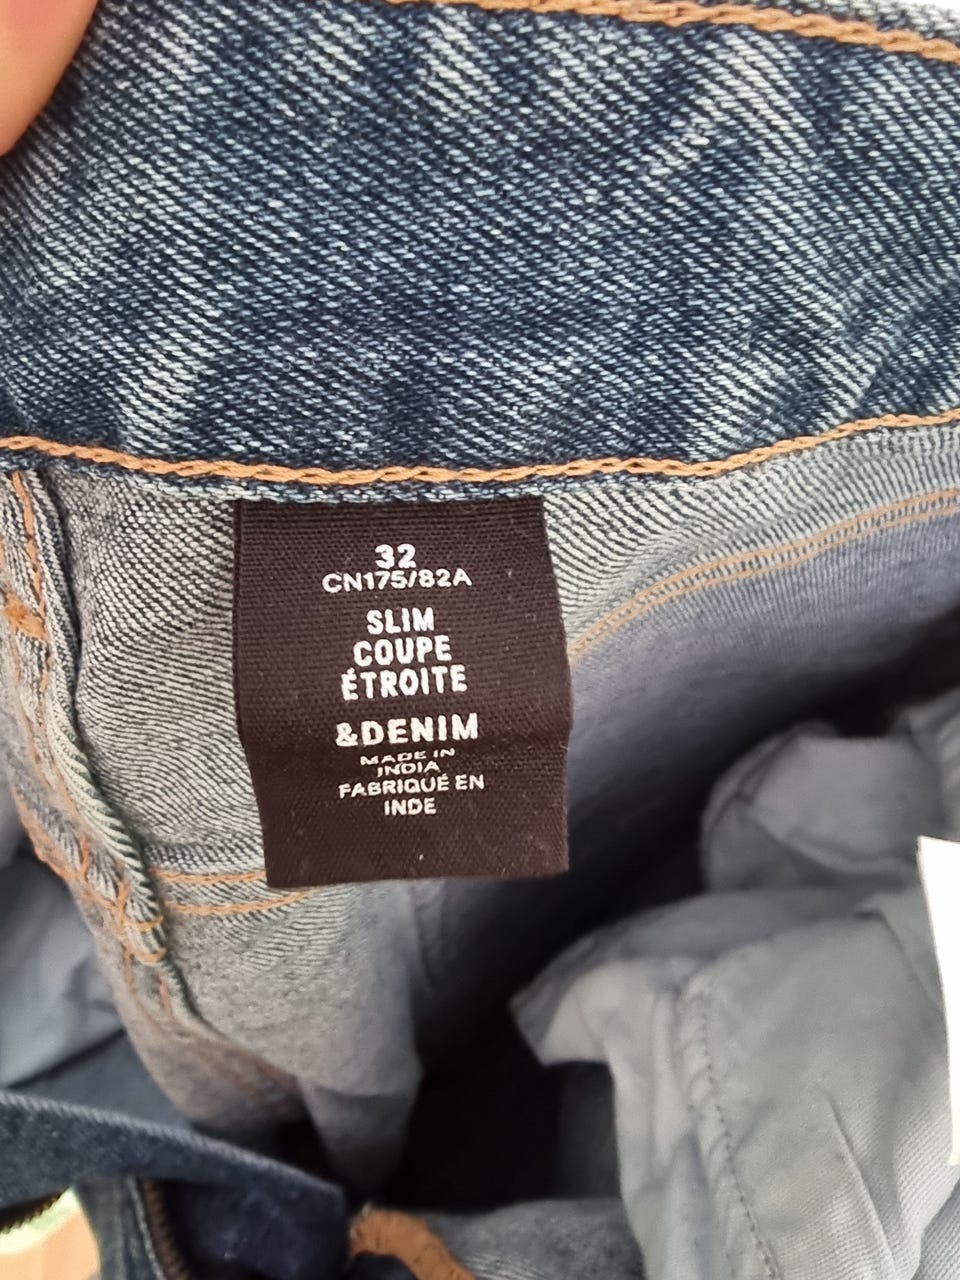 32
CN175/82A
SLIM
COUPE
ÉTROITE
&DENIM
MADE IN
INDIA
FABRIQUÉ EN
INDE